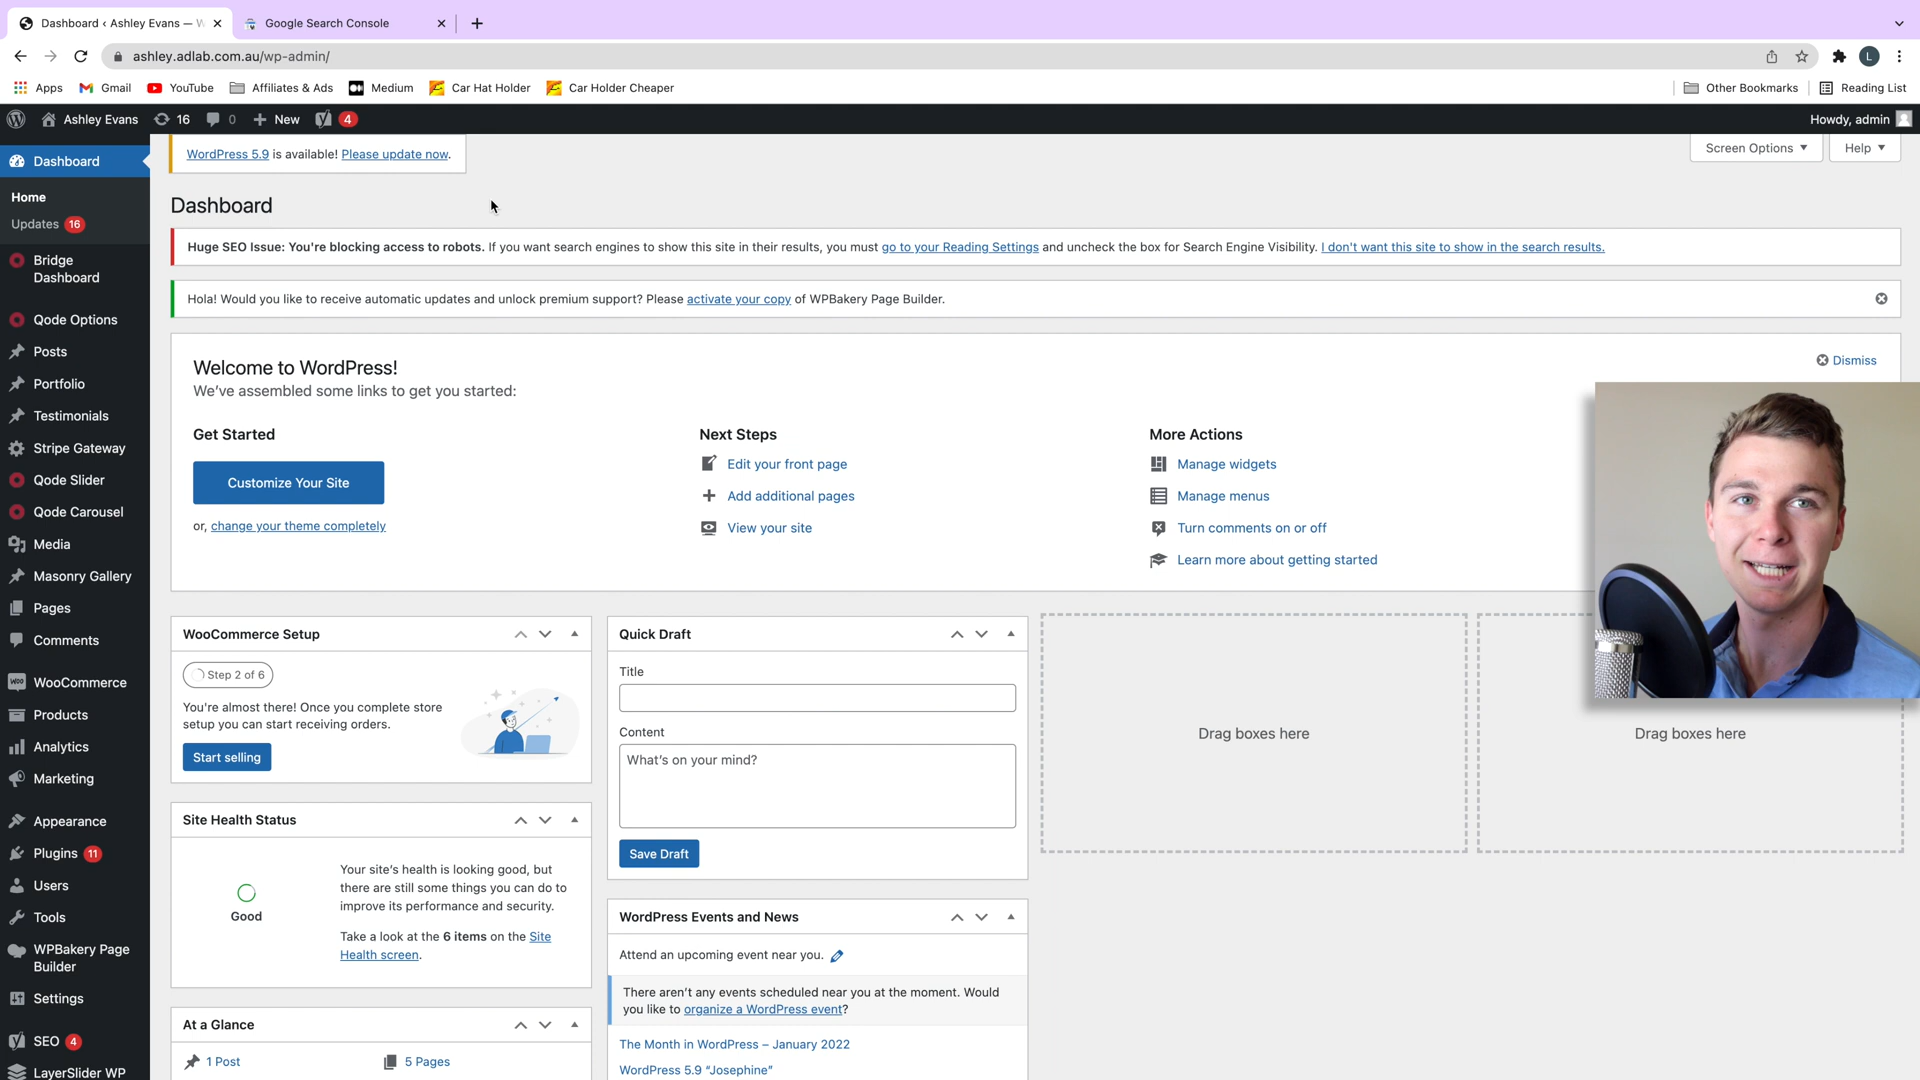 Dashboard ‹ Ashley Evans — W
Google Search Console
ashley.adlab.com.au/wp-admin/
L
Apps
Gmail
YouTube
Affiliates & Ads
Medium
Car Hat Holder
Car Holder Cheaper
Other Bookmarks
Reading List
Ashley Evans
16
0
New
4
Howdy, admin
Dashboard
Home
Updates 16
Bridge
Dashboard
Qode Options
Posts
Portfolio
Testimonials
Stripe Gateway
Qode Slider
Qode Carousel
Media
Masonry Gallery
Pages
Comments
WooCommerce
Products
Analytics
Marketing
Appearance
Plugins 11
Users
Tools
WPBakery Page
Builder
Settings
SEO 4
LayerSlider WP
WordPress 5.9 is available! Please update now.
Screen Options
Help
Dashboard
Huge SEO Issue: You're blocking access to robots. If you want search engines to show this site in their results, you must go to your Reading Settings and uncheck the box for Search Engine Visibility. I don't want this site to show in the search results.
Hola! Would you like to receive automatic updates and unlock premium support? Please activate your copy of WPBakery Page Builder.
Welcome to WordPress!
Dismiss
We've assembled some links to get you started:
Get Started
Customize Your Site
or, change your theme completely
Next Steps
Edit your front page
Add additional pages
View your site
More Actions
Manage widgets
Manage menus
Turn comments on or off
Learn more about getting started
WooCommerce Setup
Step 2 of 6
You're almost there! Once you complete store
setup you can start receiving orders.
Start selling
Site Health Status
Good
Your site's health is looking good, but
there are still some things you can do to
improve its performance and security.
Take a look at the 6 items on the Site
Health screen.
At a Glance
1 Post
5 Pages
Quick Draft
Title
Content
What's on your mind?
Save Draft
WordPress Events and News
Attend an upcoming event near you.
There aren't any events scheduled near you at the moment. Would
you like to organize a WordPress event?
The Month in WordPress – January 2022
WordPress 5.9 “Josephine”
Drag boxes here
Drag boxes here